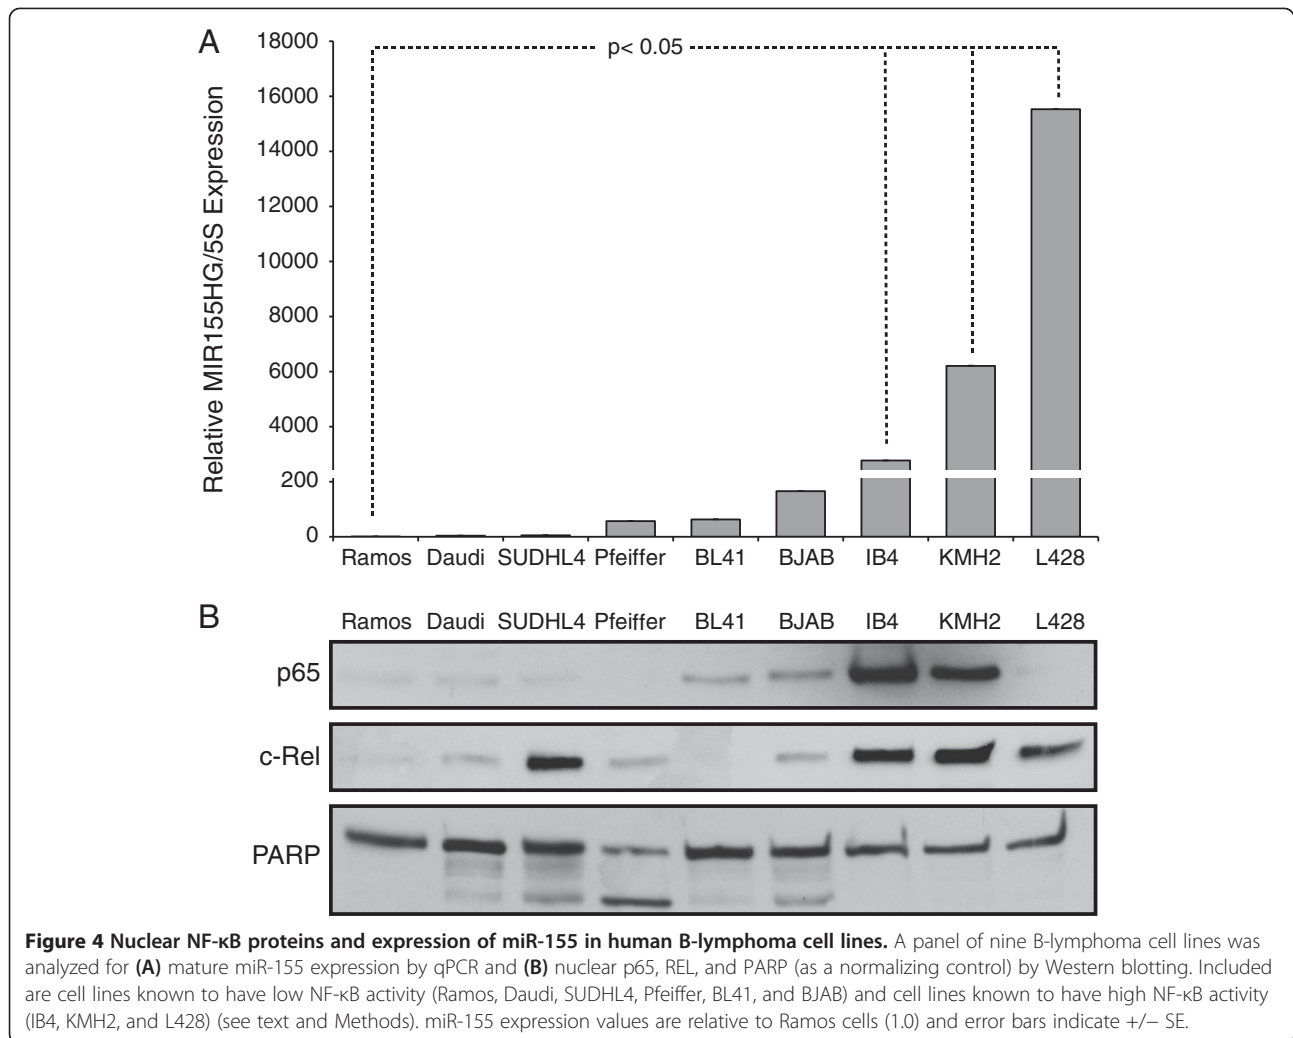 A
18000
16000
14000
12000
10000
8000
6000
4000
200
0
Relative MIR155HG/5S Expression
p< 0.05
Ramos Daudi SUDHL4 Pfeiffer BL41 BJAB IB4 KMH2 L428
B
Ramos Daudi SUDHL4 Pfeiffer BL41 BJAB IB4 KMH2 L428
p65
c-Rel
PARP
Figure 4 Nuclear NF-κB proteins and expression of miR-155 in human B-lymphoma cell lines. A panel of nine B-lymphoma cell lines was
analyzed for (A) mature miR-155 expression by qPCR and (B) nuclear p65, REL, and PARP (as a normalizing control) by Western blotting. Included
are cell lines known to have low NF-κB activity (Ramos, Daudi, SUDHL4, Pfeiffer, BL41, and BJAB) and cell lines known to have high NF-κB activity
(IB4, KMH2, and L428) (see text and Methods). miR-155 expression values are relative to Ramos cells (1.0) and error bars indicate +/− SE.